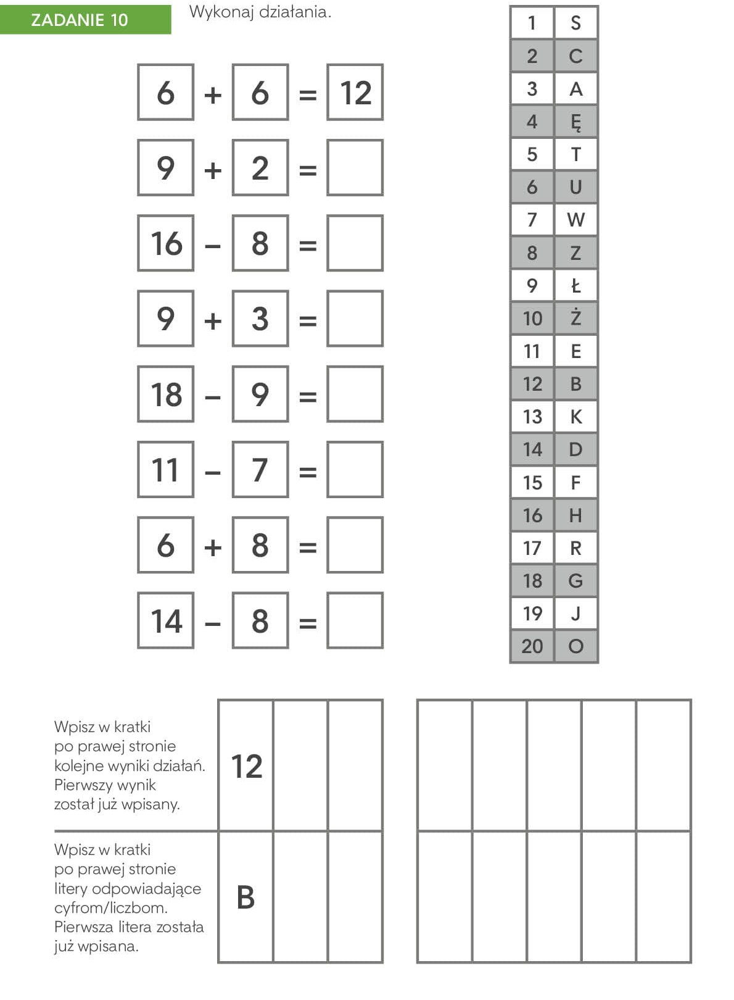 ZADANIE 10
Wykonaj działania.
6 + 6 = 12
9 + 2 =
16 – 8 =
9 + 3 =
18 – 9 =
11 – 7 =
6 + 8 =
14 – 8 =
1 S
2 C
3 A
4 Ę
5 T
6 U
7 W
8 Z
9 Ł
10 Ż
11 E
12 B
13 K
14 D
15 F
16 H
17 R
18 G
19 J
20 O
Wpisz w kratki
po prawej stronie
kolejne wyniki działań.
Pierwszy wynik
został już wpisany.
12
Wpisz w kratki
po prawej stronie
litery odpowiadające
cyfrom/liczbom.
Pierwsza litera została
już wpisana.
B